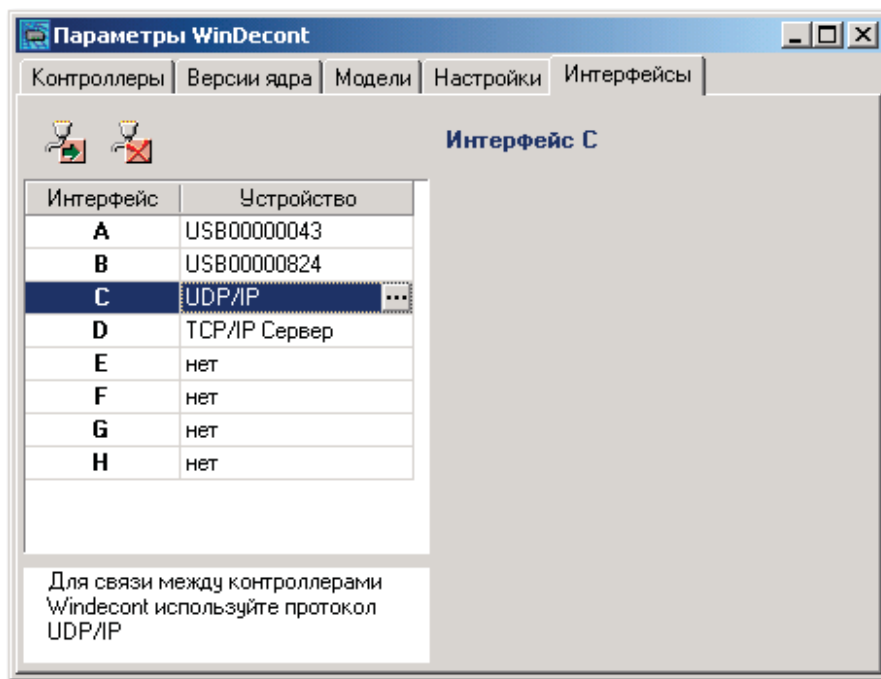 Параметры WinDecont
Контроллеры Версии ядра Модели Настройки Интерфейсы
Интерфейс C
Интерфейс Устройство
A USB00000043
B USB00000824
C UDP/IP ...
D TCP/IP Сервер
E нет
F нет
G нет
H нет
Для связи между контроллерами
Windecont используйте протокол
UDP/IP